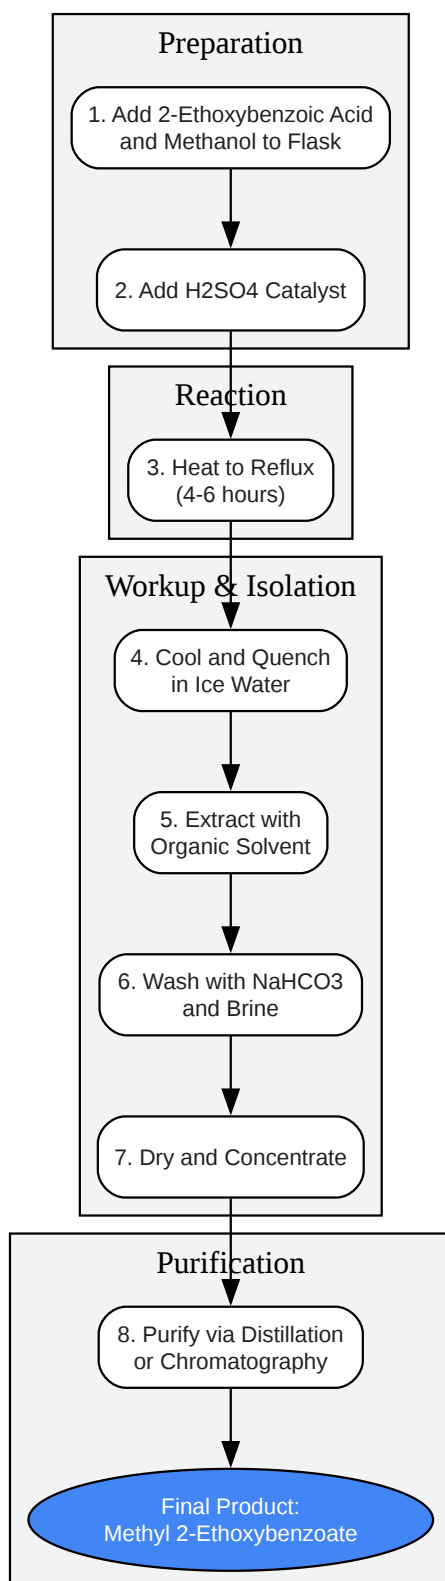 Preparation
1. Add 2-Ethoxybenzoic Acid
and Methanol to Flask
2. Add H2SO4 Catalyst
Reaction
3. Heat to Reflux
(4-6 hours)
Workup & Isolation
4. Cool and Quench
in Ice Water
5. Extract with
Organic Solvent
6. Wash with NaHCO3
and Brine
7. Dry and Concentrate
Purification
8. Purify via Distillation
or Chromatography
Final Product:
Methyl 2-Ethoxybenzoate